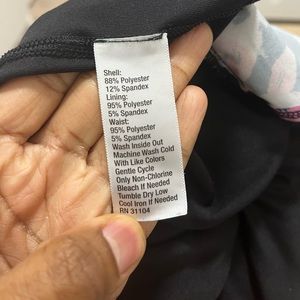 Shell:
88% Polyester
12% Spandex
Lining:
95% Polyester
5% Spandex
Waist:
95% Polyester
5% Spandex
Wash Inside Out
Machine Wash Cold
With Like Colors
Gentle Cycle
Only Non-Chlorine
Bleach If Needed
Tumble Dry Low
Cool Iron If Needed
RN 31104